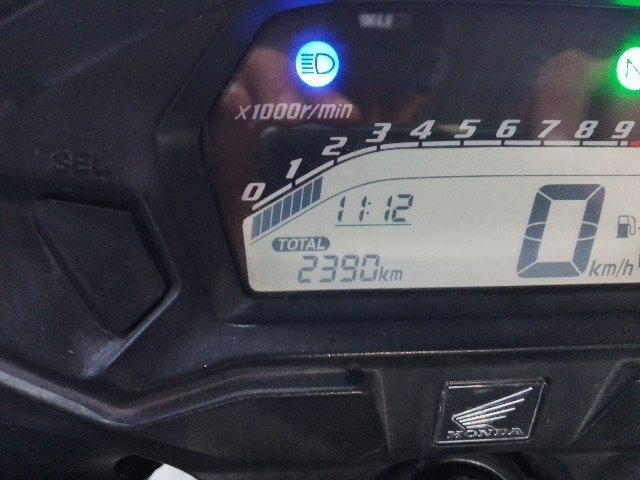 x1000r/min
SEL
0 1 2 3 4 5 6 7 8 9
11:12
TOTAL
2390km
0 km/h
N
HONDA